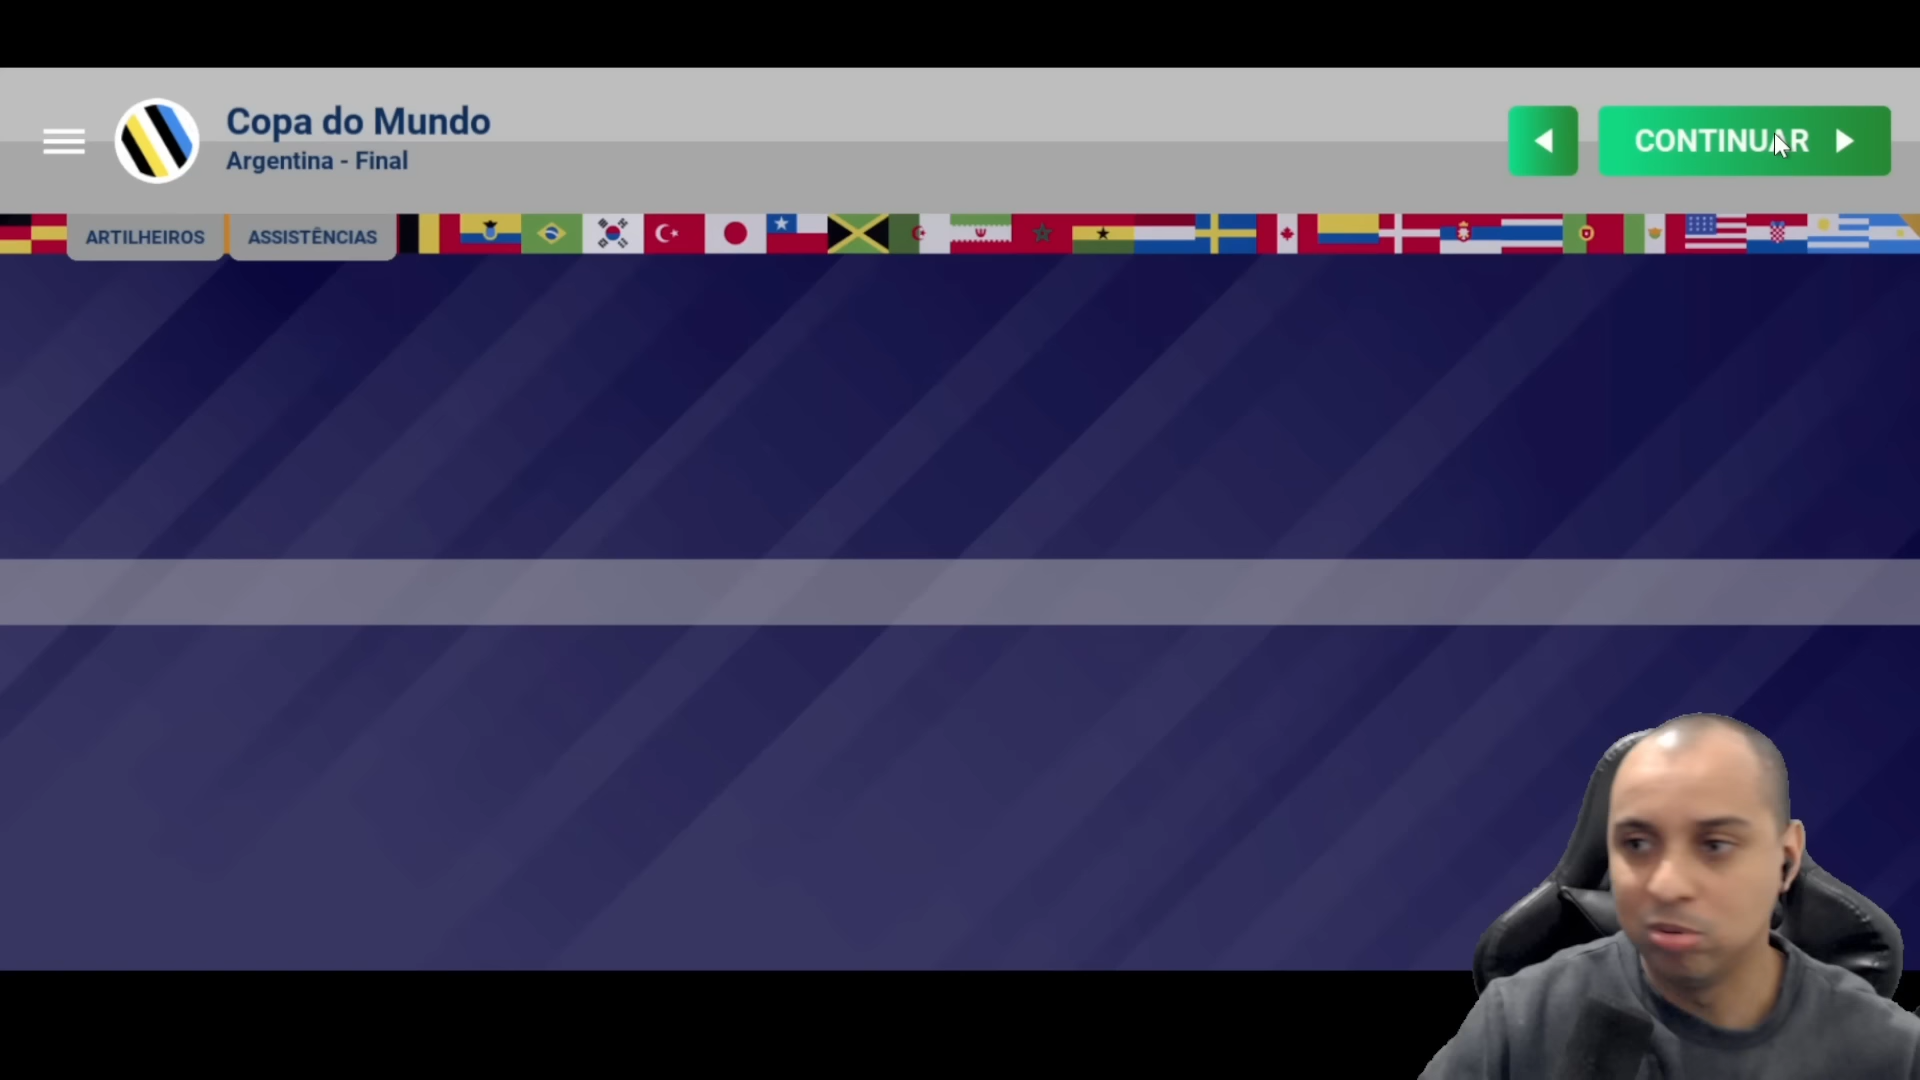 Copa do Mundo
Argentina - Final
CONTINUAR
ARTILHEIROS
ASSISTÊNCIAS